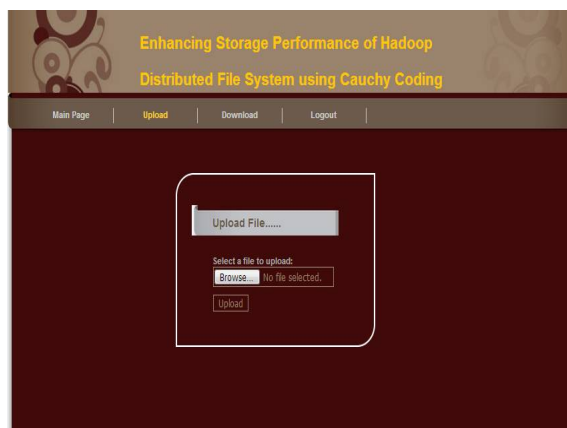 Enhancing Storage Performance of Hadoop
Distributed File System using Cauchy Coding
Main Page Upload Download Logout
Upload File......
Select a file to upload:
Browse... No file selected.
Upload